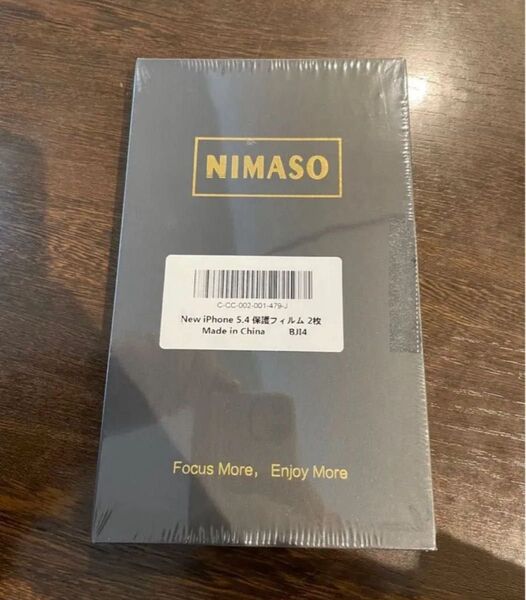 NIMASO
C-CC-002-001-479-J
New iPhone 5.4 保護フィルム 2枚
Made in China BJI4
Focus More, Enjoy More